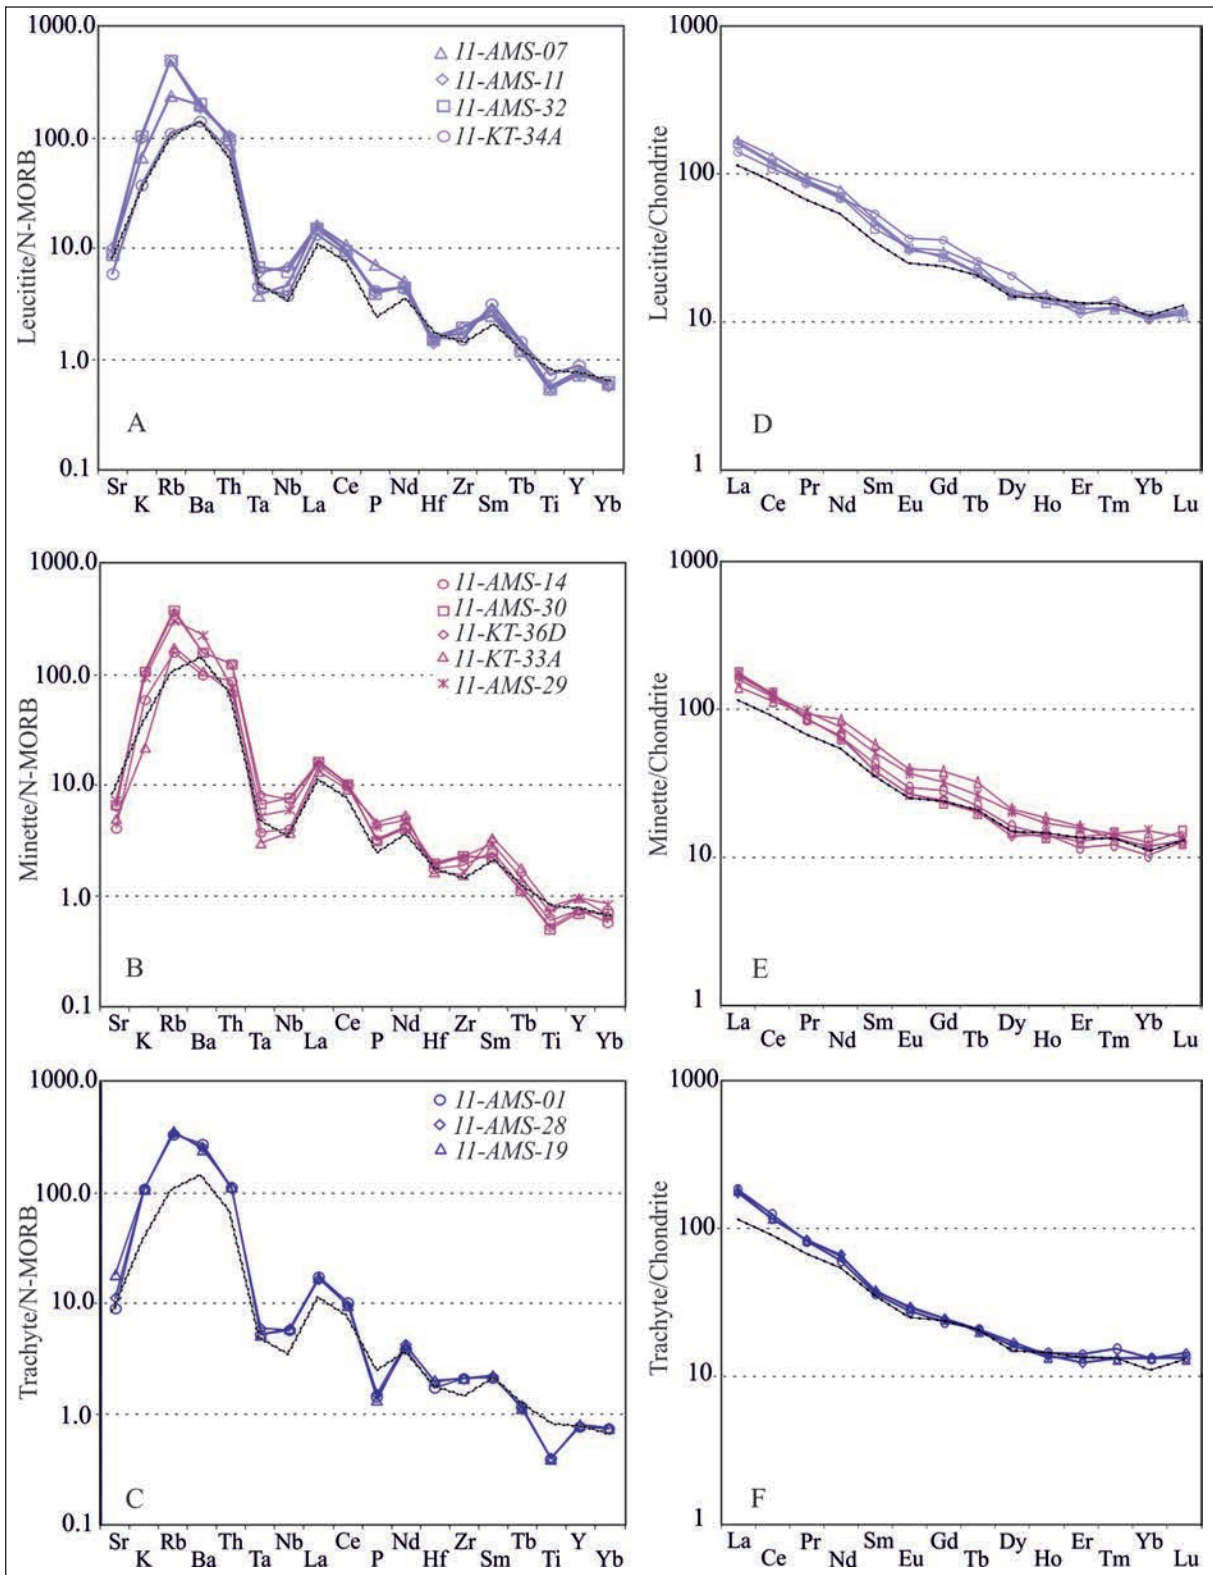 Leucitite/N-MORB
1000.0
100.0
10.0
1.0
0.1
11-AMS-07
11-AMS-11
11-AMS-32
11-KT-34A
A
Sr K Rb Ba Th Ta Nb La Ce P Nd Hf Zr Sm Tb Ti Y Yb
Leucitite/Chondrite
1000
100
10
1
D
La Ce Pr Nd Sm Eu Gd Tb Dy Ho Er Tm Yb Lu
Minette/N-MORB
1000.0
100.0
10.0
1.0
0.1
11-AMS-14
11-AMS-30
11-KT-36D
11-KT-33A
11-AMS-29
B
Sr K Rb Ba Th Ta Nb La Ce P Nd Hf Zr Sm Tb Ti Y Yb
Minette/Chondrite
1000
100
10
1
E
La Ce Pr Nd Sm Eu Gd Tb Dy Ho Er Tm Yb Lu
Trachyte/N-MORB
1000.0
100.0
10.0
1.0
0.1
11-AMS-01
11-AMS-28
11-AMS-19
C
Sr K Rb Ba Th Ta Nb La Ce P Nd Hf Zr Sm Tb Ti Y Yb
Trachyte/Chondrite
1000
100
10
1
F
La Ce Pr Nd Sm Eu Gd Tb Dy Ho Er Tm Yb Lu